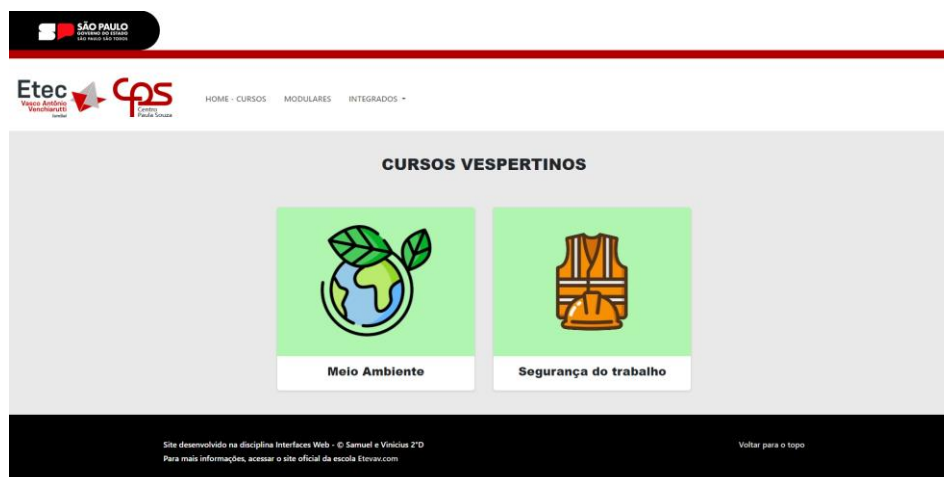 SÃO PAULO
GOVERNO DO ESTADO
SÃO PAULO SÃO TODOS
Etec
Vasco Antônio
Venchiarutti
Jundiaí
CPS
Centro
Paula Souza
HOME - CURSOS MODULARES INTEGRADOS
CURSOS VESPERTINOS
Meio Ambiente
Segurança do trabalho
Site desenvolvido na disciplina Interfaces Web - © Samuel e Vinicius 2°D
Para mais informações, acessar o site oficial da escola Etevav.com
Voltar para o topo